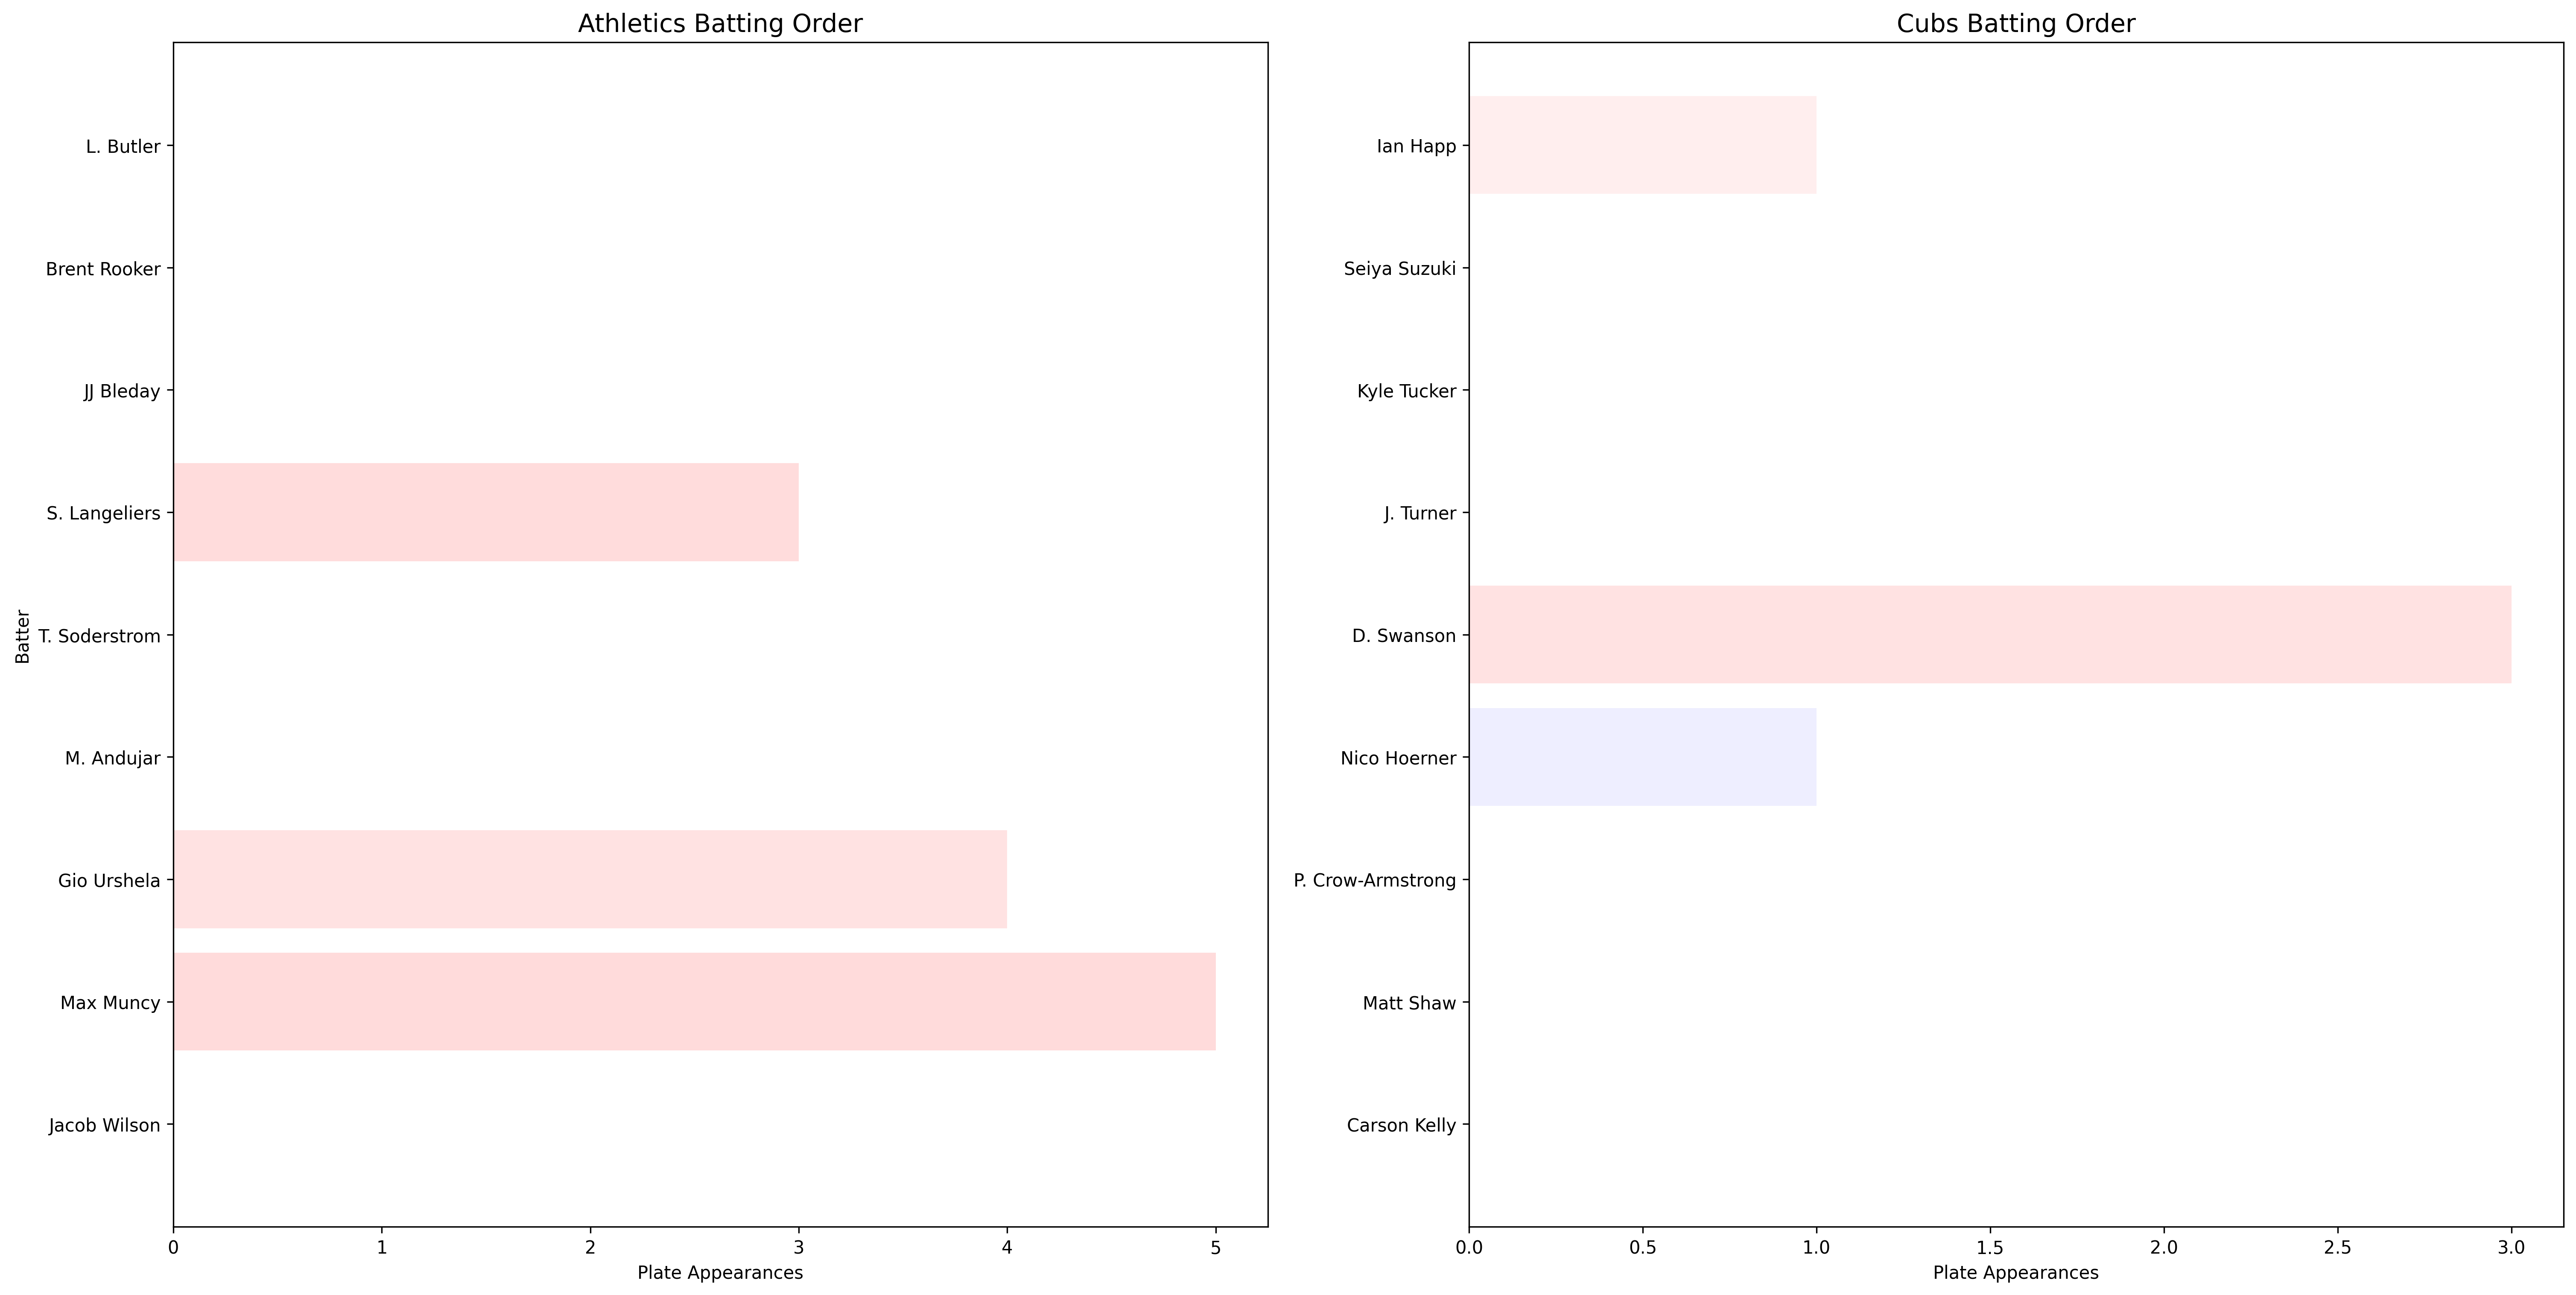 Athletics Batting Order
Batter
L. Butler
Brent Rooker
JJ Bleday
S. Langeliers
T. Soderstrom
M. Andujar
Gio Urshela
Max Muncy
Jacob Wilson
0 1 2 3 4 5
Plate Appearances
Cubs Batting Order
Ian Happ
Seiya Suzuki
Kyle Tucker
J. Turner
D. Swanson
Nico Hoerner
P. Crow-Armstrong
Matt Shaw
Carson Kelly
0.0 0.5 1.0 1.5 2.0 2.5 3.0
Plate Appearances